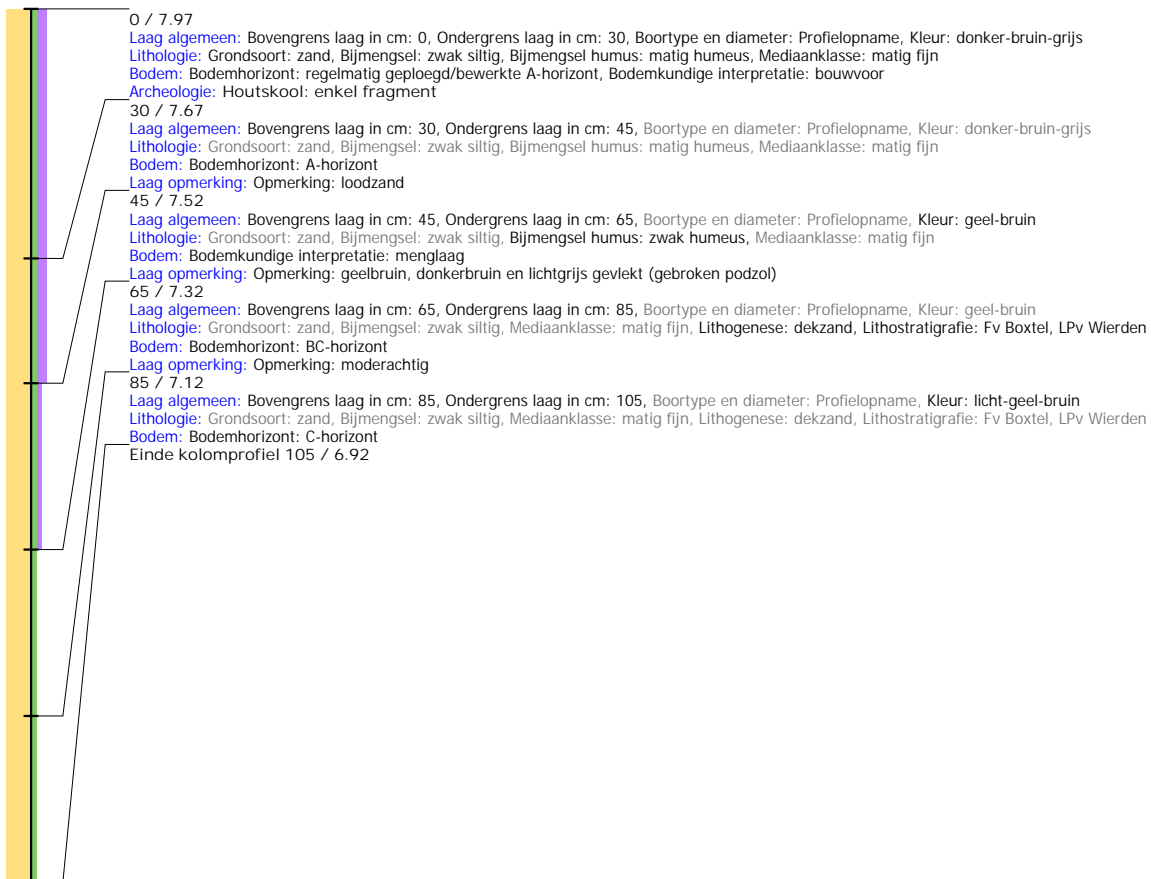 0 / 7.97
Laag algemeen: Bovengrens laag in cm: 0, Ondergrens laag in cm: 30, Boortype en diameter: Profielopname, Kleur: donker-bruin-grijs
Lithologie: Grondsoort: zand, Bijmengsel: zwak siltig, Bijmengsel humus: matig humeus, Mediaanklasse: matig fijn
Bodem: Bodemhorizont: regelmatig geploegd/bewerkte A-horizont, Bodemkundige interpretatie: bouwvoor
Archeologie: Houtskool: enkel fragment
30 / 7.67
Laag algemeen: Bovengrens laag in cm: 30, Ondergrens laag in cm: 45, Boortype en diameter: Profielopname, Kleur: donker-bruin-grijs
Lithologie: Grondsoort: zand, Bijmengsel: zwak siltig, Bijmengsel humus: matig humeus, Mediaanklasse: matig fijn
Bodem: Bodemhorizont: A-horizont
Laag opmerking: Opmerking: loodzand
45 / 7.52
Laag algemeen: Bovengrens laag in cm: 45, Ondergrens laag in cm: 65, Boortype en diameter: Profielopname, Kleur: geel-bruin
Lithologie: Grondsoort: zand, Bijmengsel: zwak siltig, Bijmengsel humus: zwak humeus, Mediaanklasse: matig fijn
Bodem: Bodemkundige interpretatie: menglaag
Laag opmerking: Opmerking: geelbruin, donkerbruin en lichtgrijs gevlekt (gebroken podzol)
65 / 7.32
Laag algemeen: Bovengrens laag in cm: 65, Ondergrens laag in cm: 85, Boortype en diameter: Profielopname, Kleur: geel-bruin
Lithologie: Grondsoort: zand, Bijmengsel: zwak siltig, Mediaanklasse: matig fijn, Lithogenese: dekzand, Lithostratigrafie: Fv Boxtel, LPv Wierden
Bodem: Bodemhorizont: BC-horizont
Laag opmerking: Opmerking: moderachtig
85 / 7.12
Laag algemeen: Bovengrens laag in cm: 85, Ondergrens laag in cm: 105, Boortype en diameter: Profielopname, Kleur: licht-geel-bruin
Lithologie: Grondsoort: zand, Bijmengsel: zwak siltig, Mediaanklasse: matig fijn, Lithogenese: dekzand, Lithostratigrafie: Fv Boxtel, LPv Wierden
Bodem: Bodemhorizont: C-horizont
Einde kolomprofiel 105 / 6.92